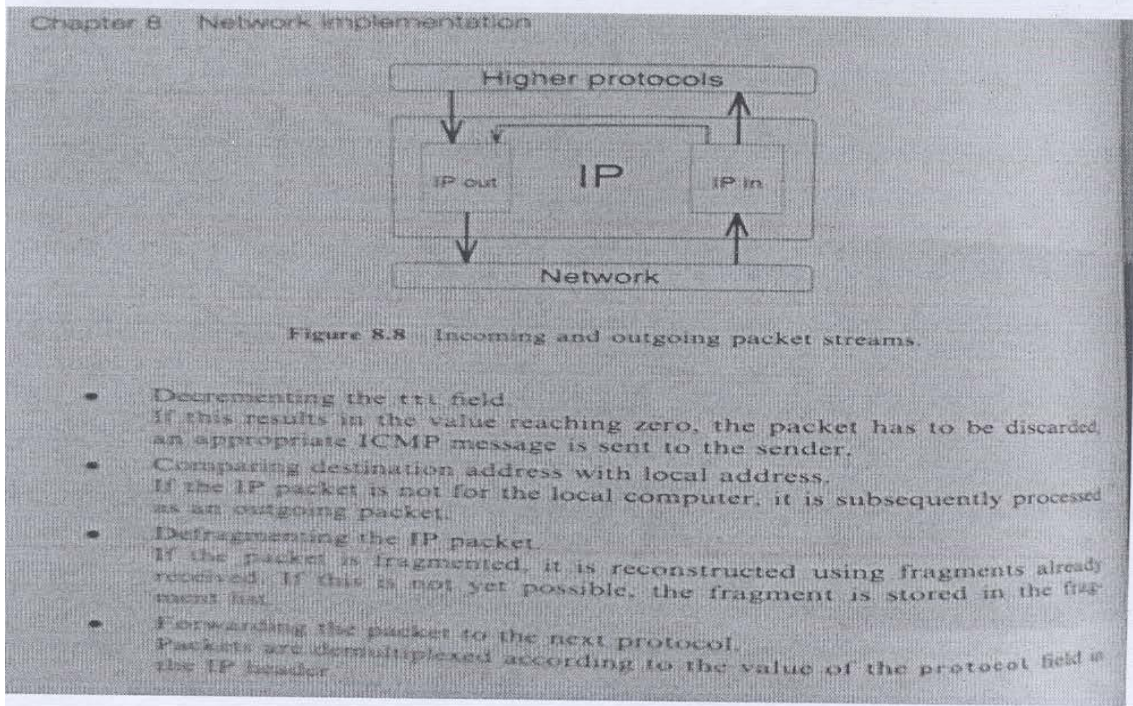 Chapter 8 Network implementation
Higher protocols
IP out
IP
IP in
Network
Figure 8.8 Incoming and outgoing packet streams.
• Decrementing the ttl field.
If this results in the value reaching zero, the packet has to be discarded,
an appropriate ICMP message is sent to the sender.
• Comparing destination address with local address.
If the IP packet is not for the local computer, it is subsequently processed
as an outgoing packet.
• Defragmenting the IP packet.
If the packet is fragmented, it is reconstructed using fragments already
received. If this is not yet possible, the fragment is stored in the frag-
ment list.
• Forwarding the packet to the next protocol.
Packets are demultiplexed according to the value of the protocol field in
the IP header